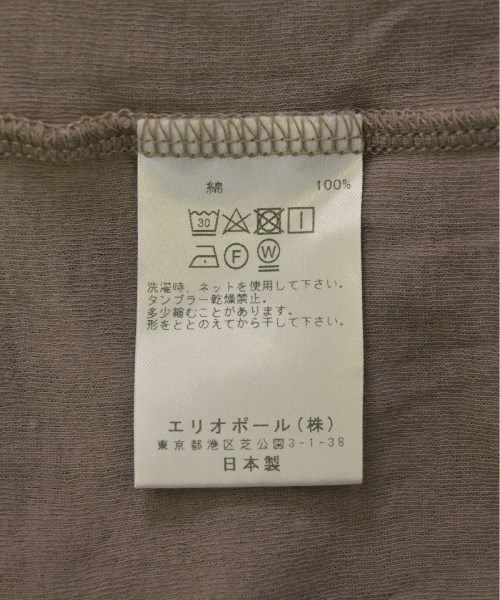 綿 100%
30
F W
洗濯時、ネットを使用して下さい。
タンブラー乾燥禁止。
多少縮むことがあります。
形をととのえてから干して下さい。
エリオポール(株)
東京都港区芝公園3-1-38
日本製